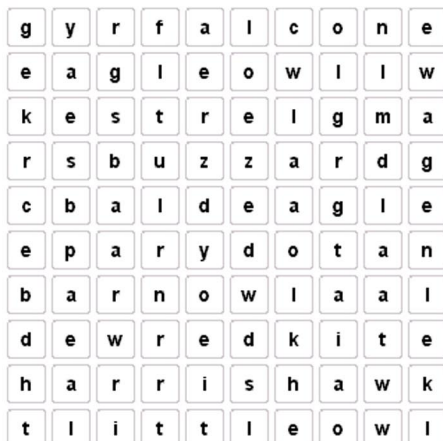 g y r f a l c o n e
e a g l e o w l l w
k e s t r e l g m a
r s b u z z a r d g
c b a l d e a g l e
e p a r y d o t a n
b a r n o w l a a l
d e w r e d k i t e
h a r r i s h a w k
t l i t t l e o w l